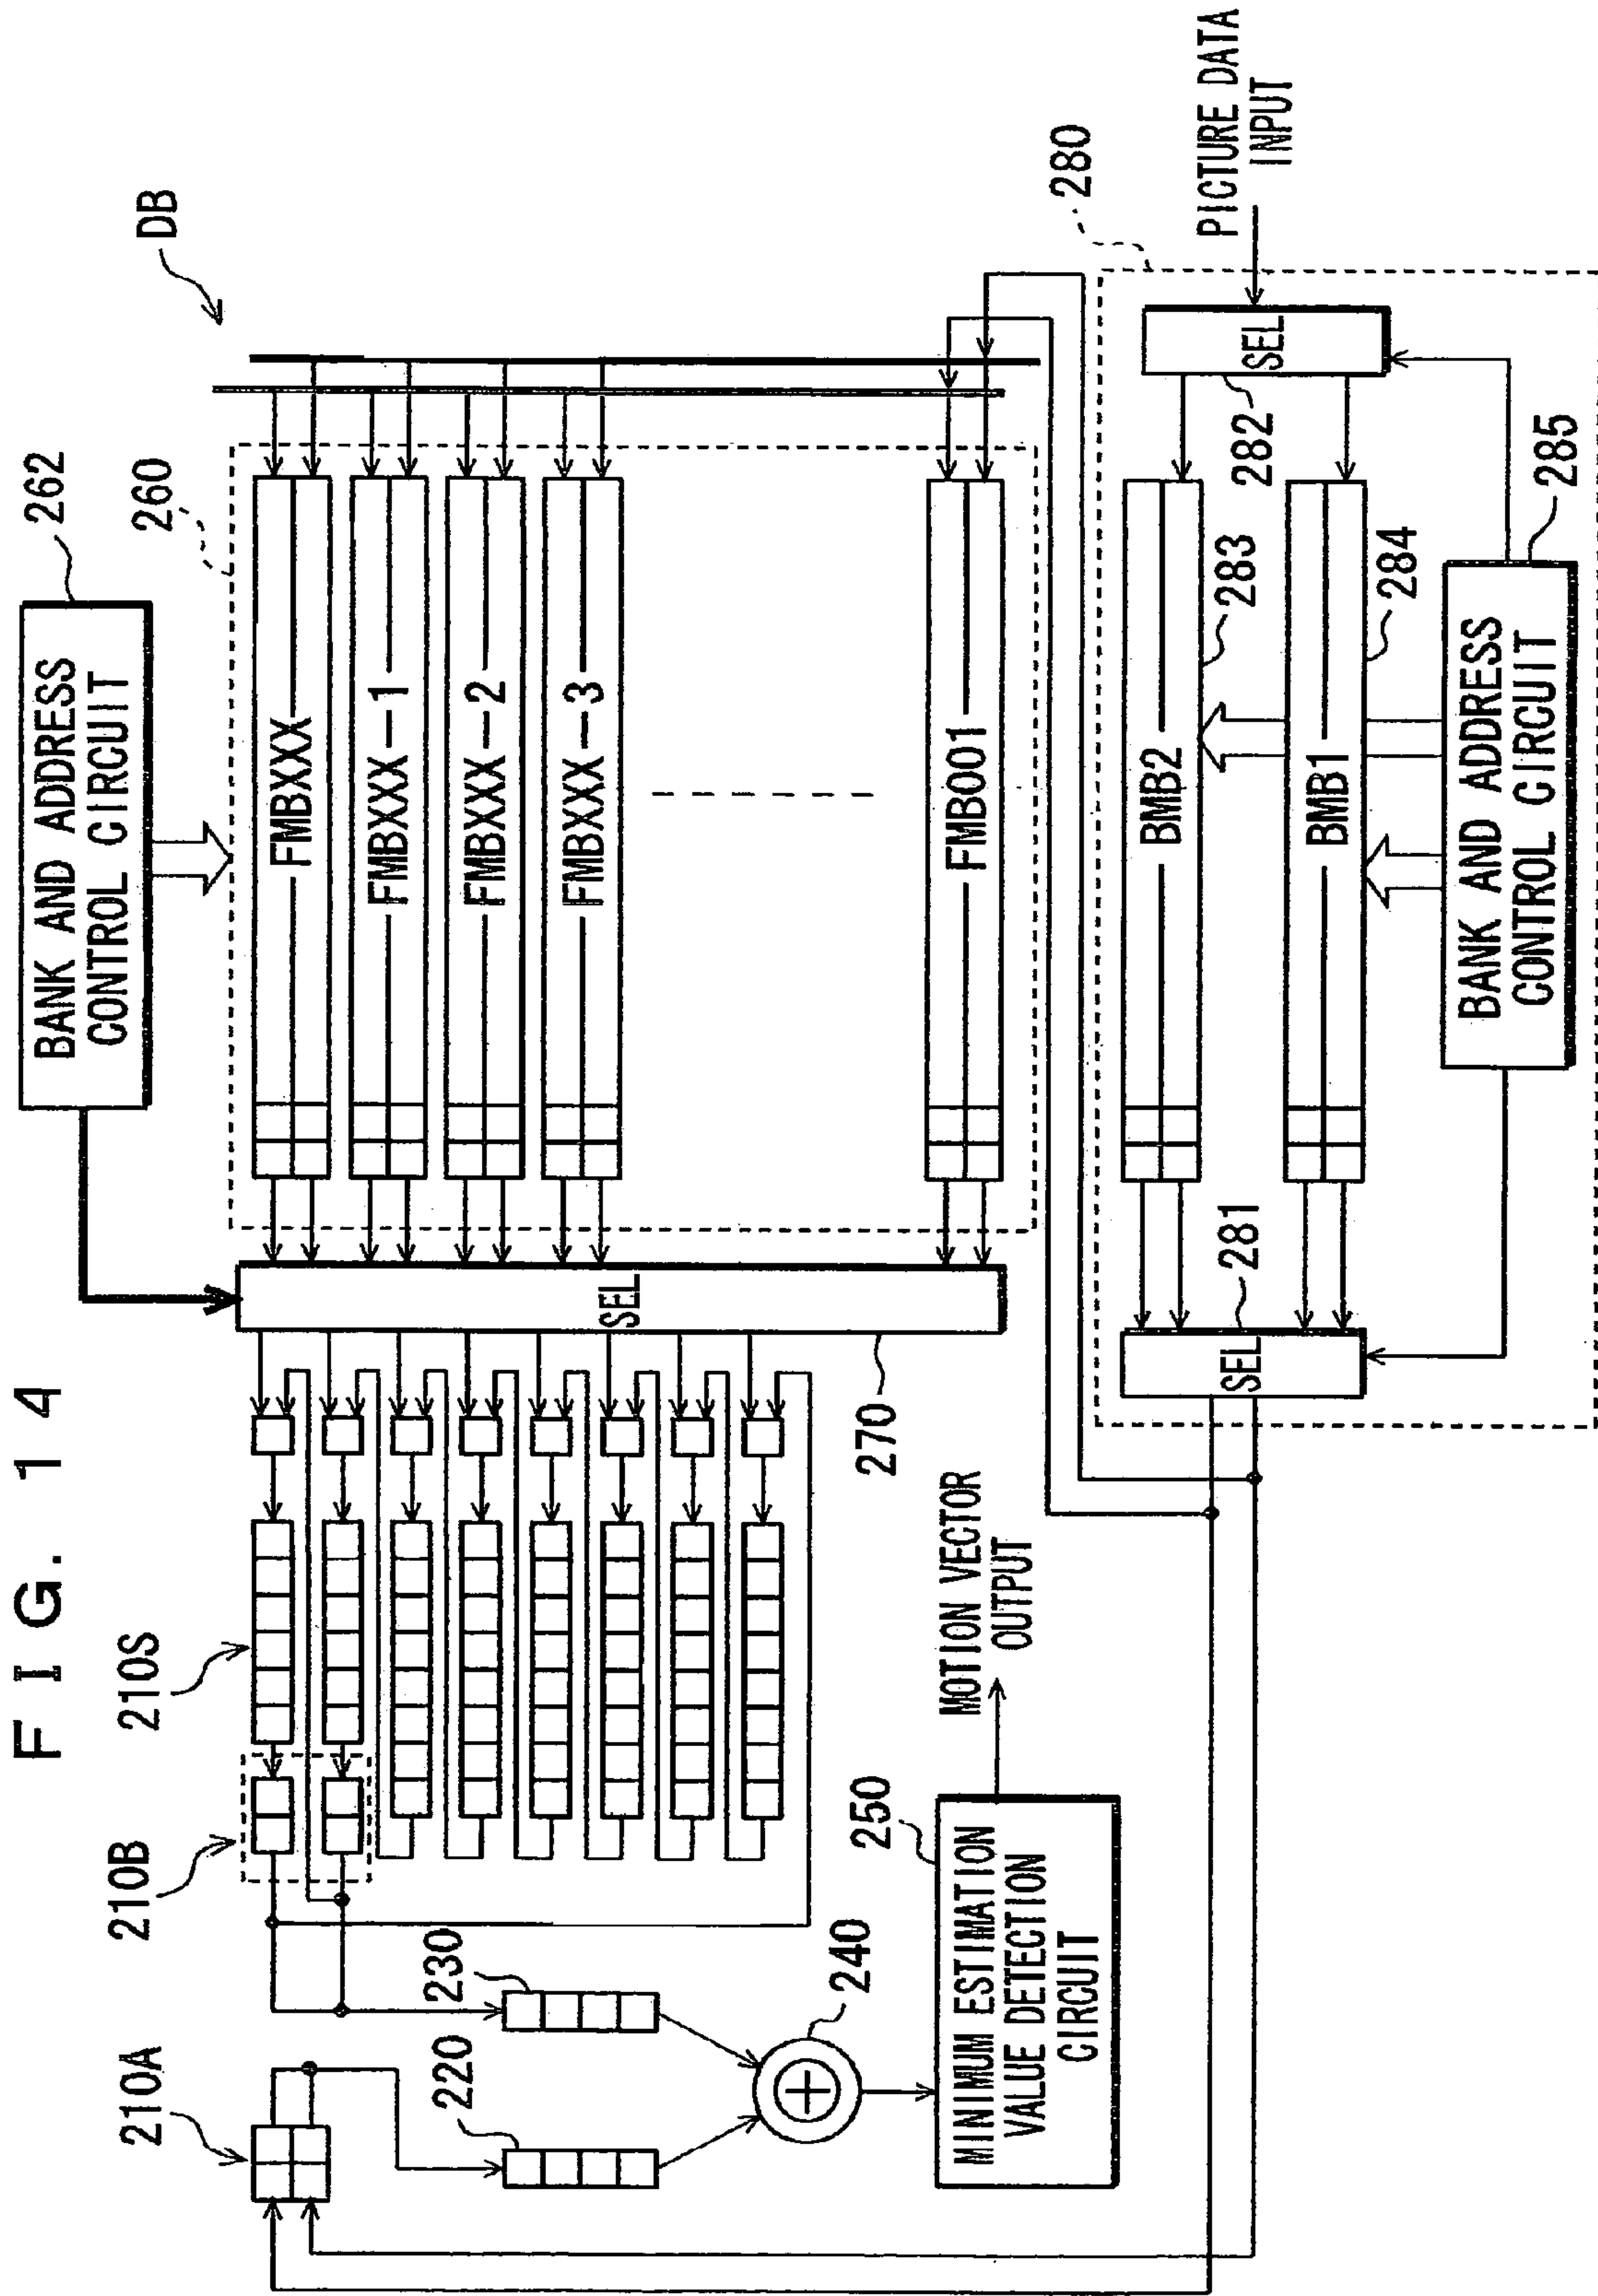 FIG. 14
BANK AND ADDRESS
CONTROL CIRCUIT
262
DB
260
FMBXXX
FMBXXX-1
FMBXXX-2
FMBXXX-3
FMB001
SEL
270
210S
210B
210A
220
230
240
250
MINIMUM ESTIMATION
VALUE DETECTION
CIRCUIT
MOTION VECTOR
OUTPUT
280
PICTURE DATA
INPUT
SEL
282
BMB2
283
BMB1
284
SEL
281
BANK AND ADDRESS
CONTROL CIRCUIT
285